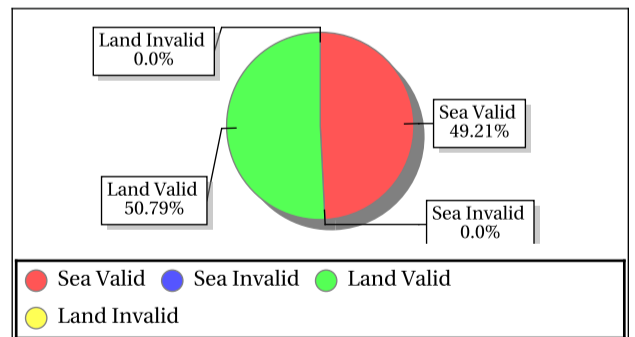 Land Invalid
0.0%
Sea Valid
49.21%
Land Valid
50.79%
Sea Invalid
0.0%
Sea Valid Sea Invalid Land Valid
Land Invalid